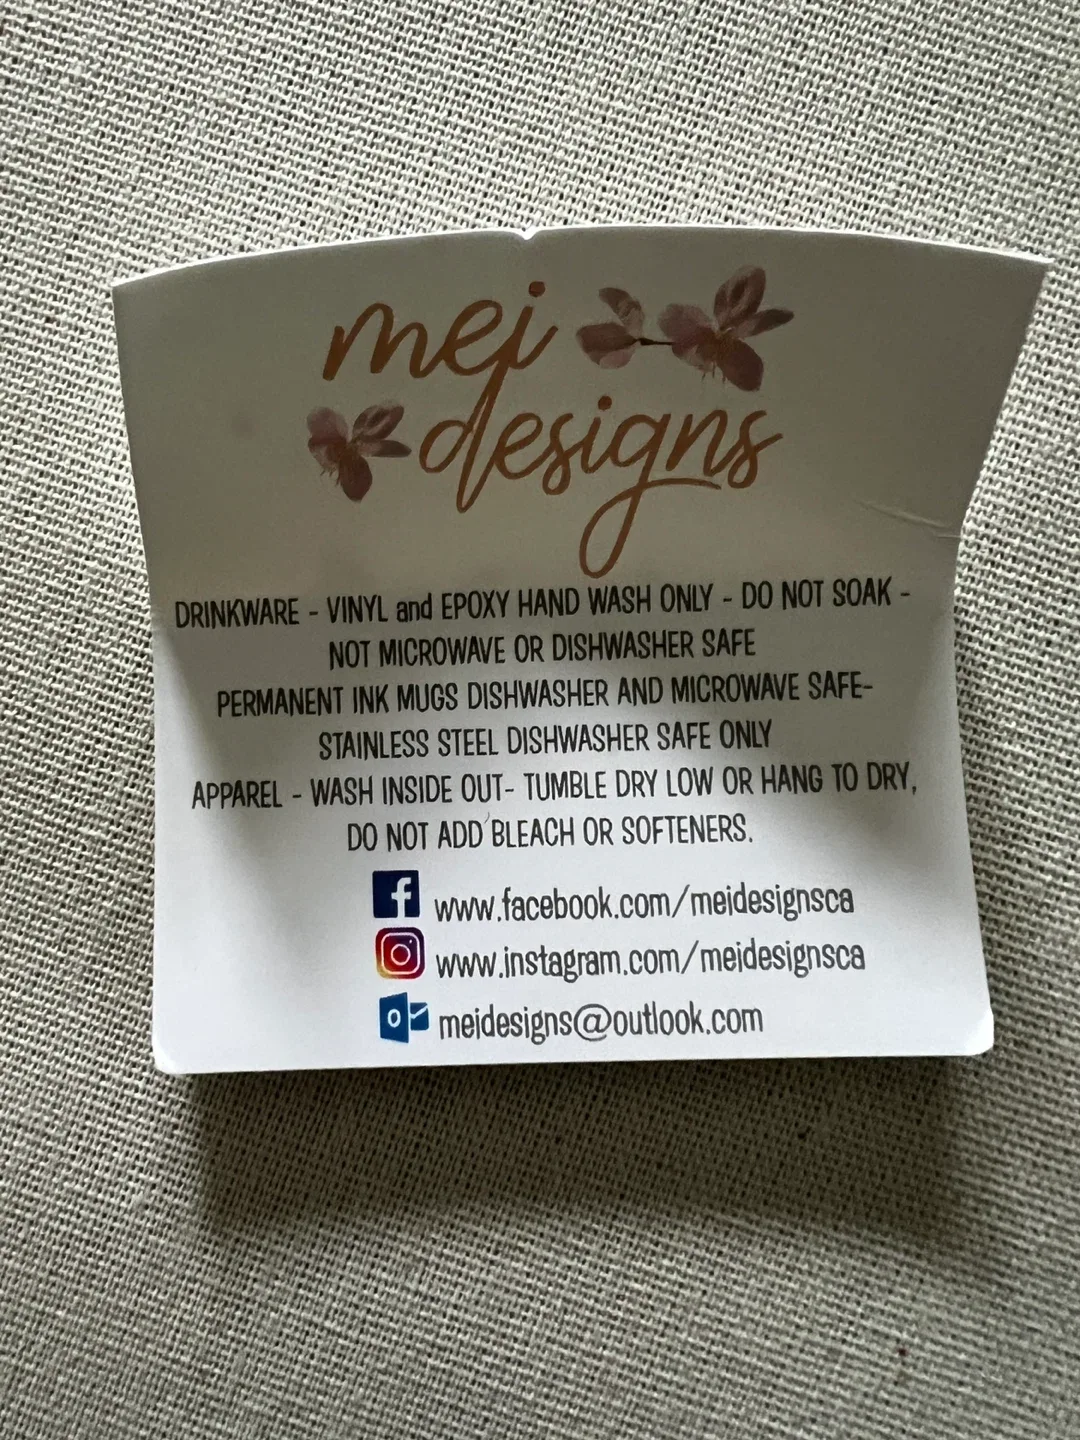 mei
designs
DRINKWARE - VINYL and EPOXY HAND WASH ONLY - DO NOT SOAK -
NOT MICROWAVE OR DISHWASHER SAFE
PERMANENT INK MUGS DISHWASHER AND MICROWAVE SAFE-
STAINLESS STEEL DISHWASHER SAFE ONLY
APPAREL - WASH INSIDE OUT- TUMBLE DRY LOW OR HANG TO DRY,
DO NOT ADD BLEACH OR SOFTENERS.
www.facebook.com/meidesignsca
www.instagram.com/meidesignsca
meidesigns@outlook.com